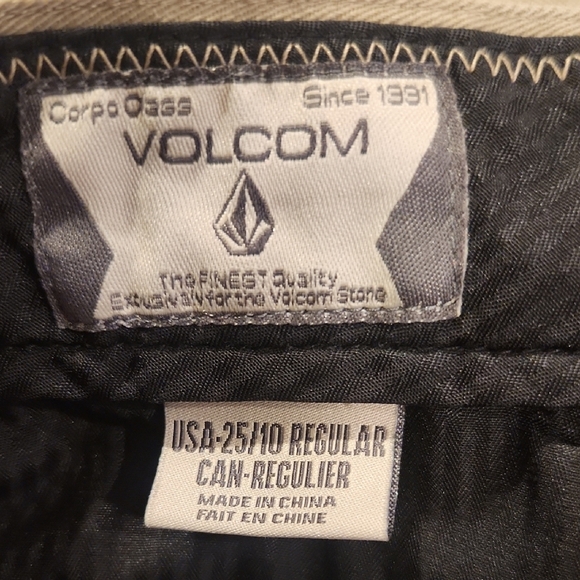 Corpo Class
Since 1991
VOLCOM
The FINEST Quality
Exclusively for the Volcom Stone
USA-25/10 REGULAR
CAN-REGULIER
MADE IN CHINA
FAIT EN CHINE